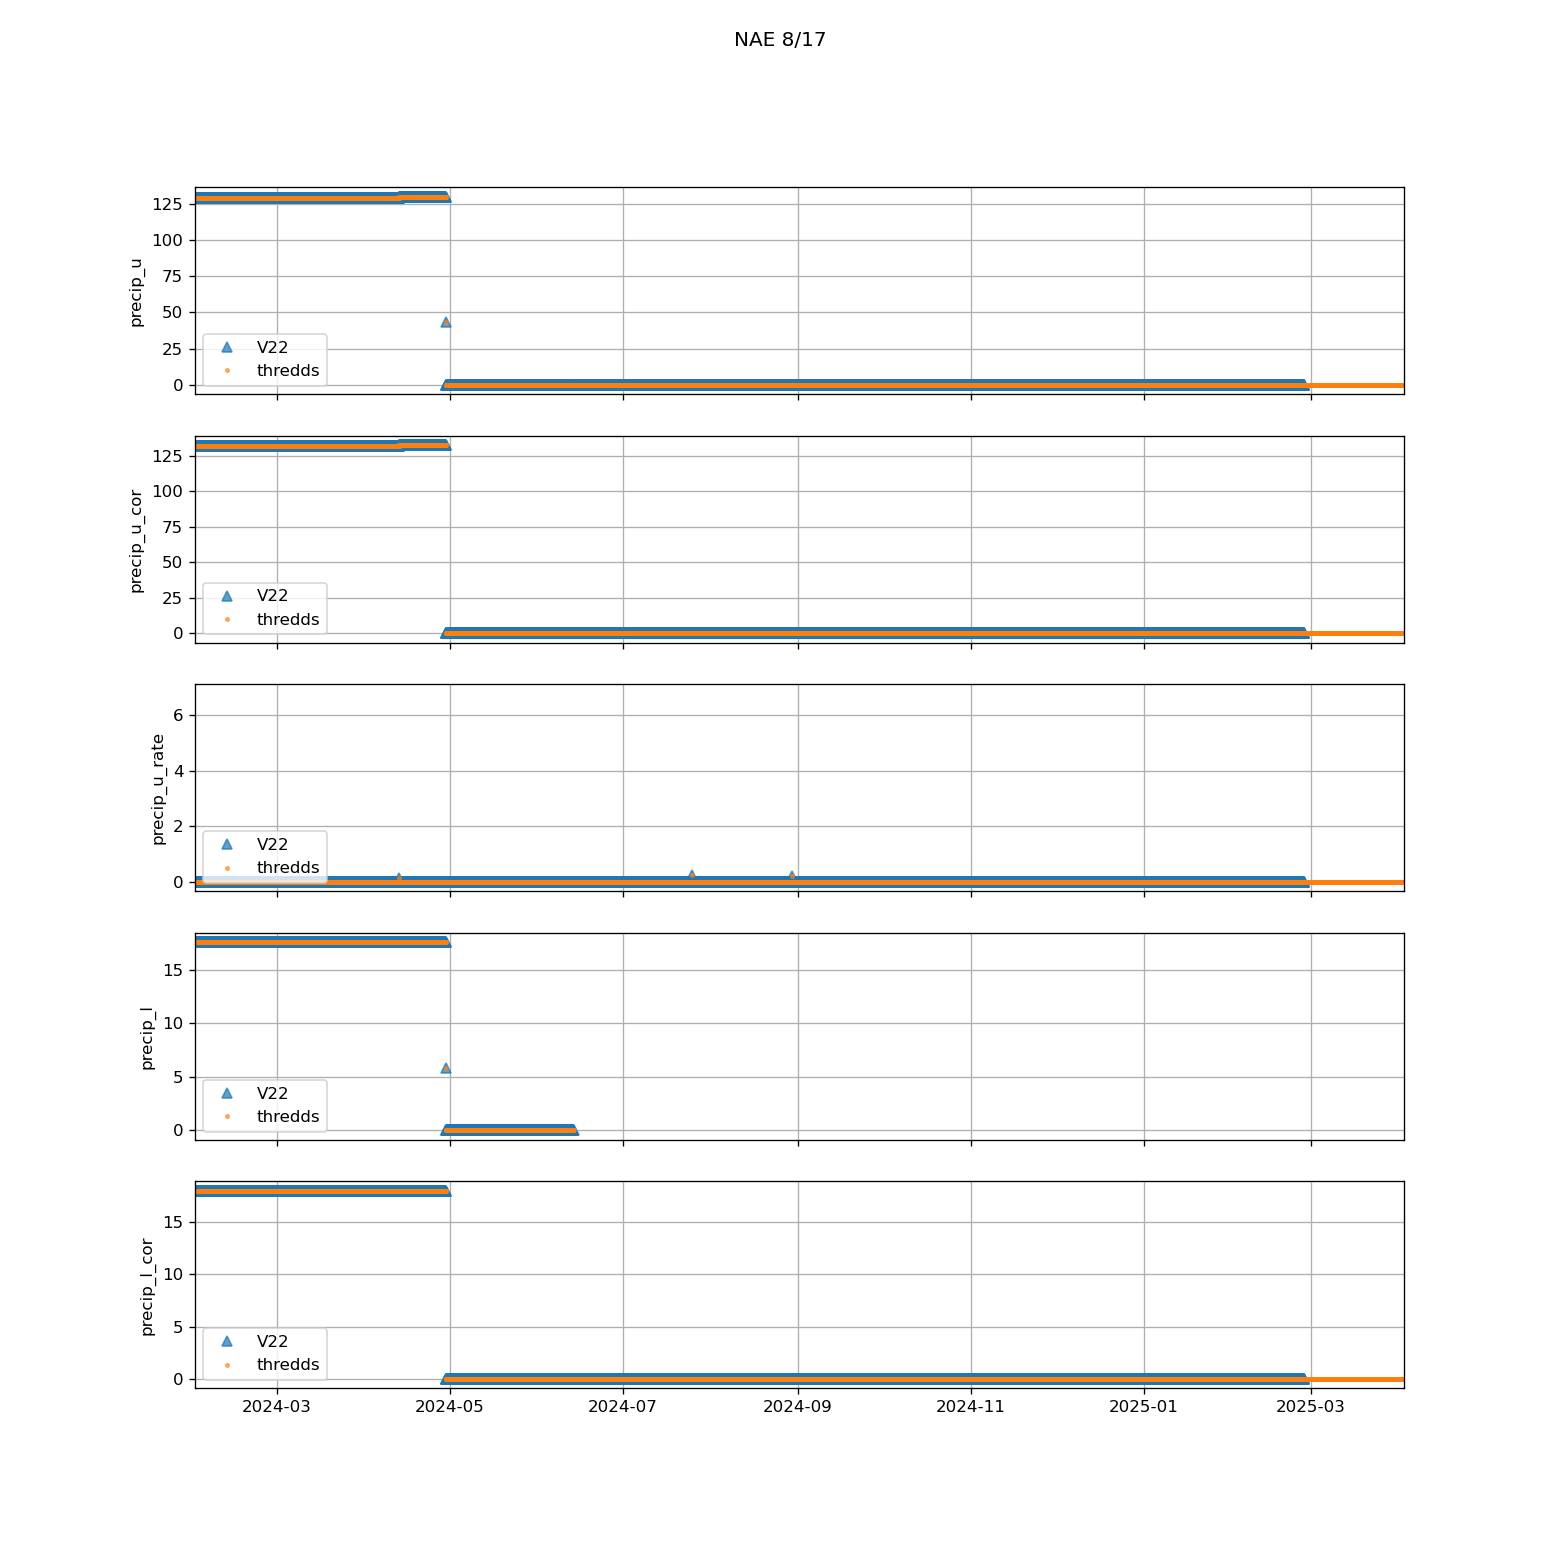 NAE 8/17
precip_u
125
100
75
50
25
0
V22
thredds
precip_u_cor
125
100
75
50
25
0
V22
thredds
precip_u_rate
6
4
2
0
V22
thredds
precip_l
15
10
5
0
V22
thredds
precip_l_cor
15
10
5
0
V22
thredds
2024-03
2024-05
2024-07
2024-09
2024-11
2025-01
2025-03